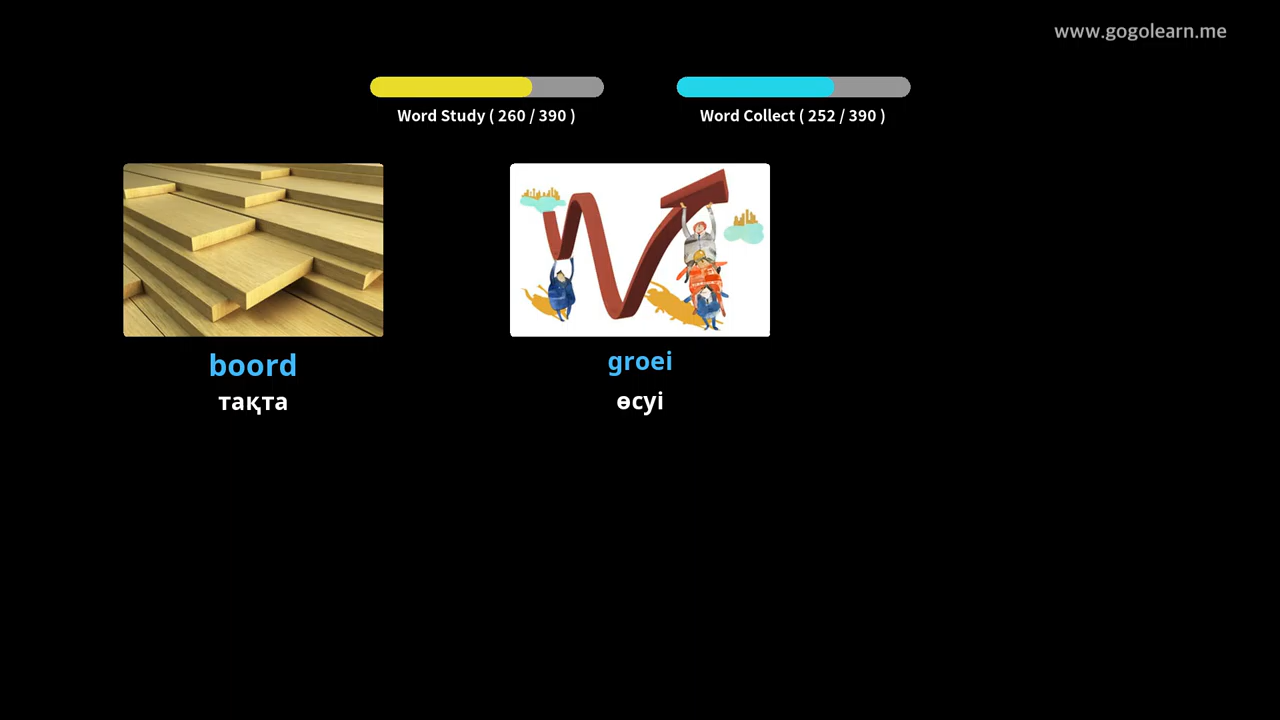 www.gogolearn.me
Word Study ( 260 / 390 )
Word Collect ( 252 / 390 )
boord
тақта
groei
өсуі